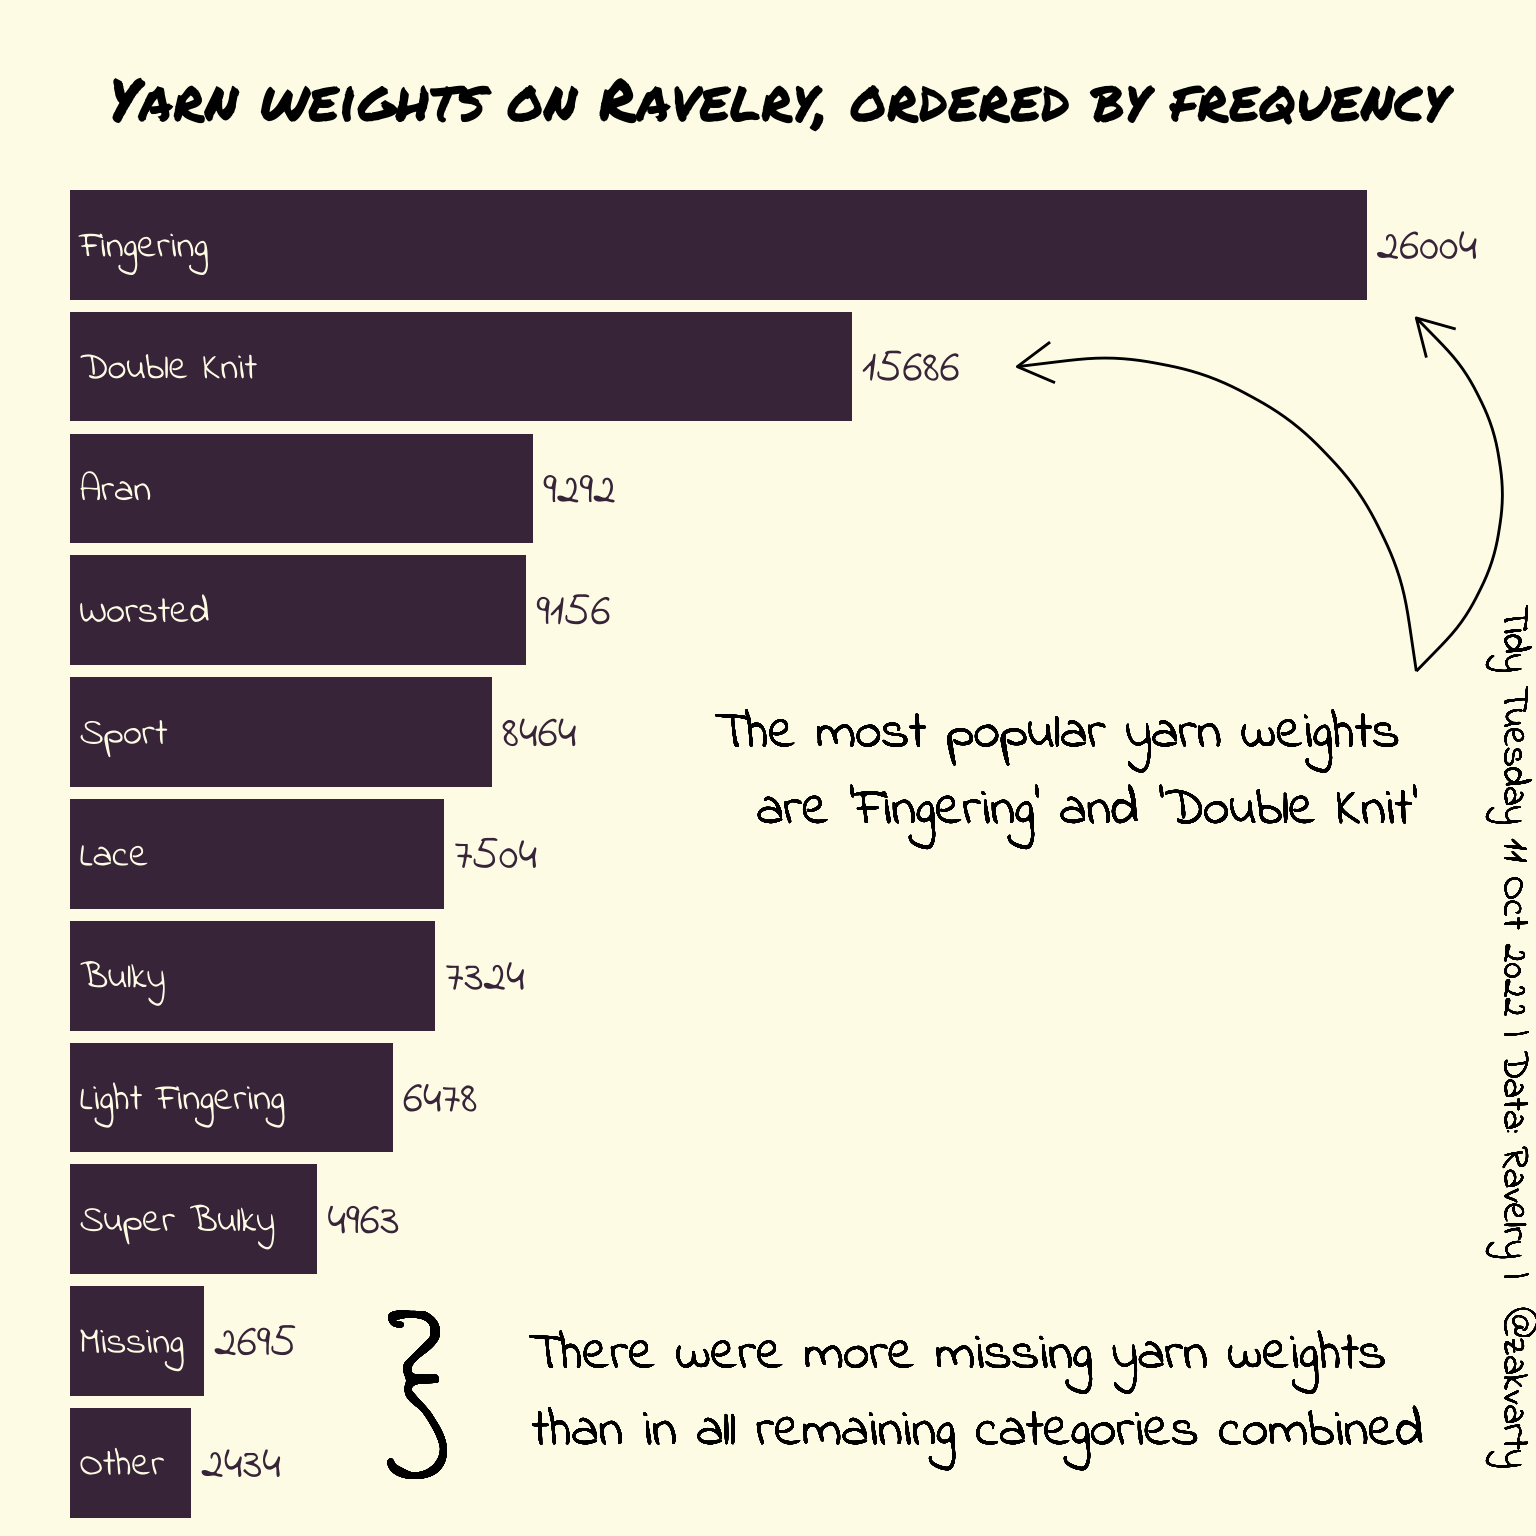 Yarn weights on Ravelry, ordered by frequency
Fingering 26004
Double Knit 15686
Aran 9292
Worsted 9156
Sport 8464
The most popular yarn weights
are 'Fingering' and 'Double Knit'
Lace 7504
Bulky 7324
Light Fingering 6478
Super Bulky 4963
Missing 2695
There were more missing yarn weights
than in all remaining categories combined
Other 2434
Tidy Tuesday 11 Oct 2022 | Data: Ravelry | @zakvarty